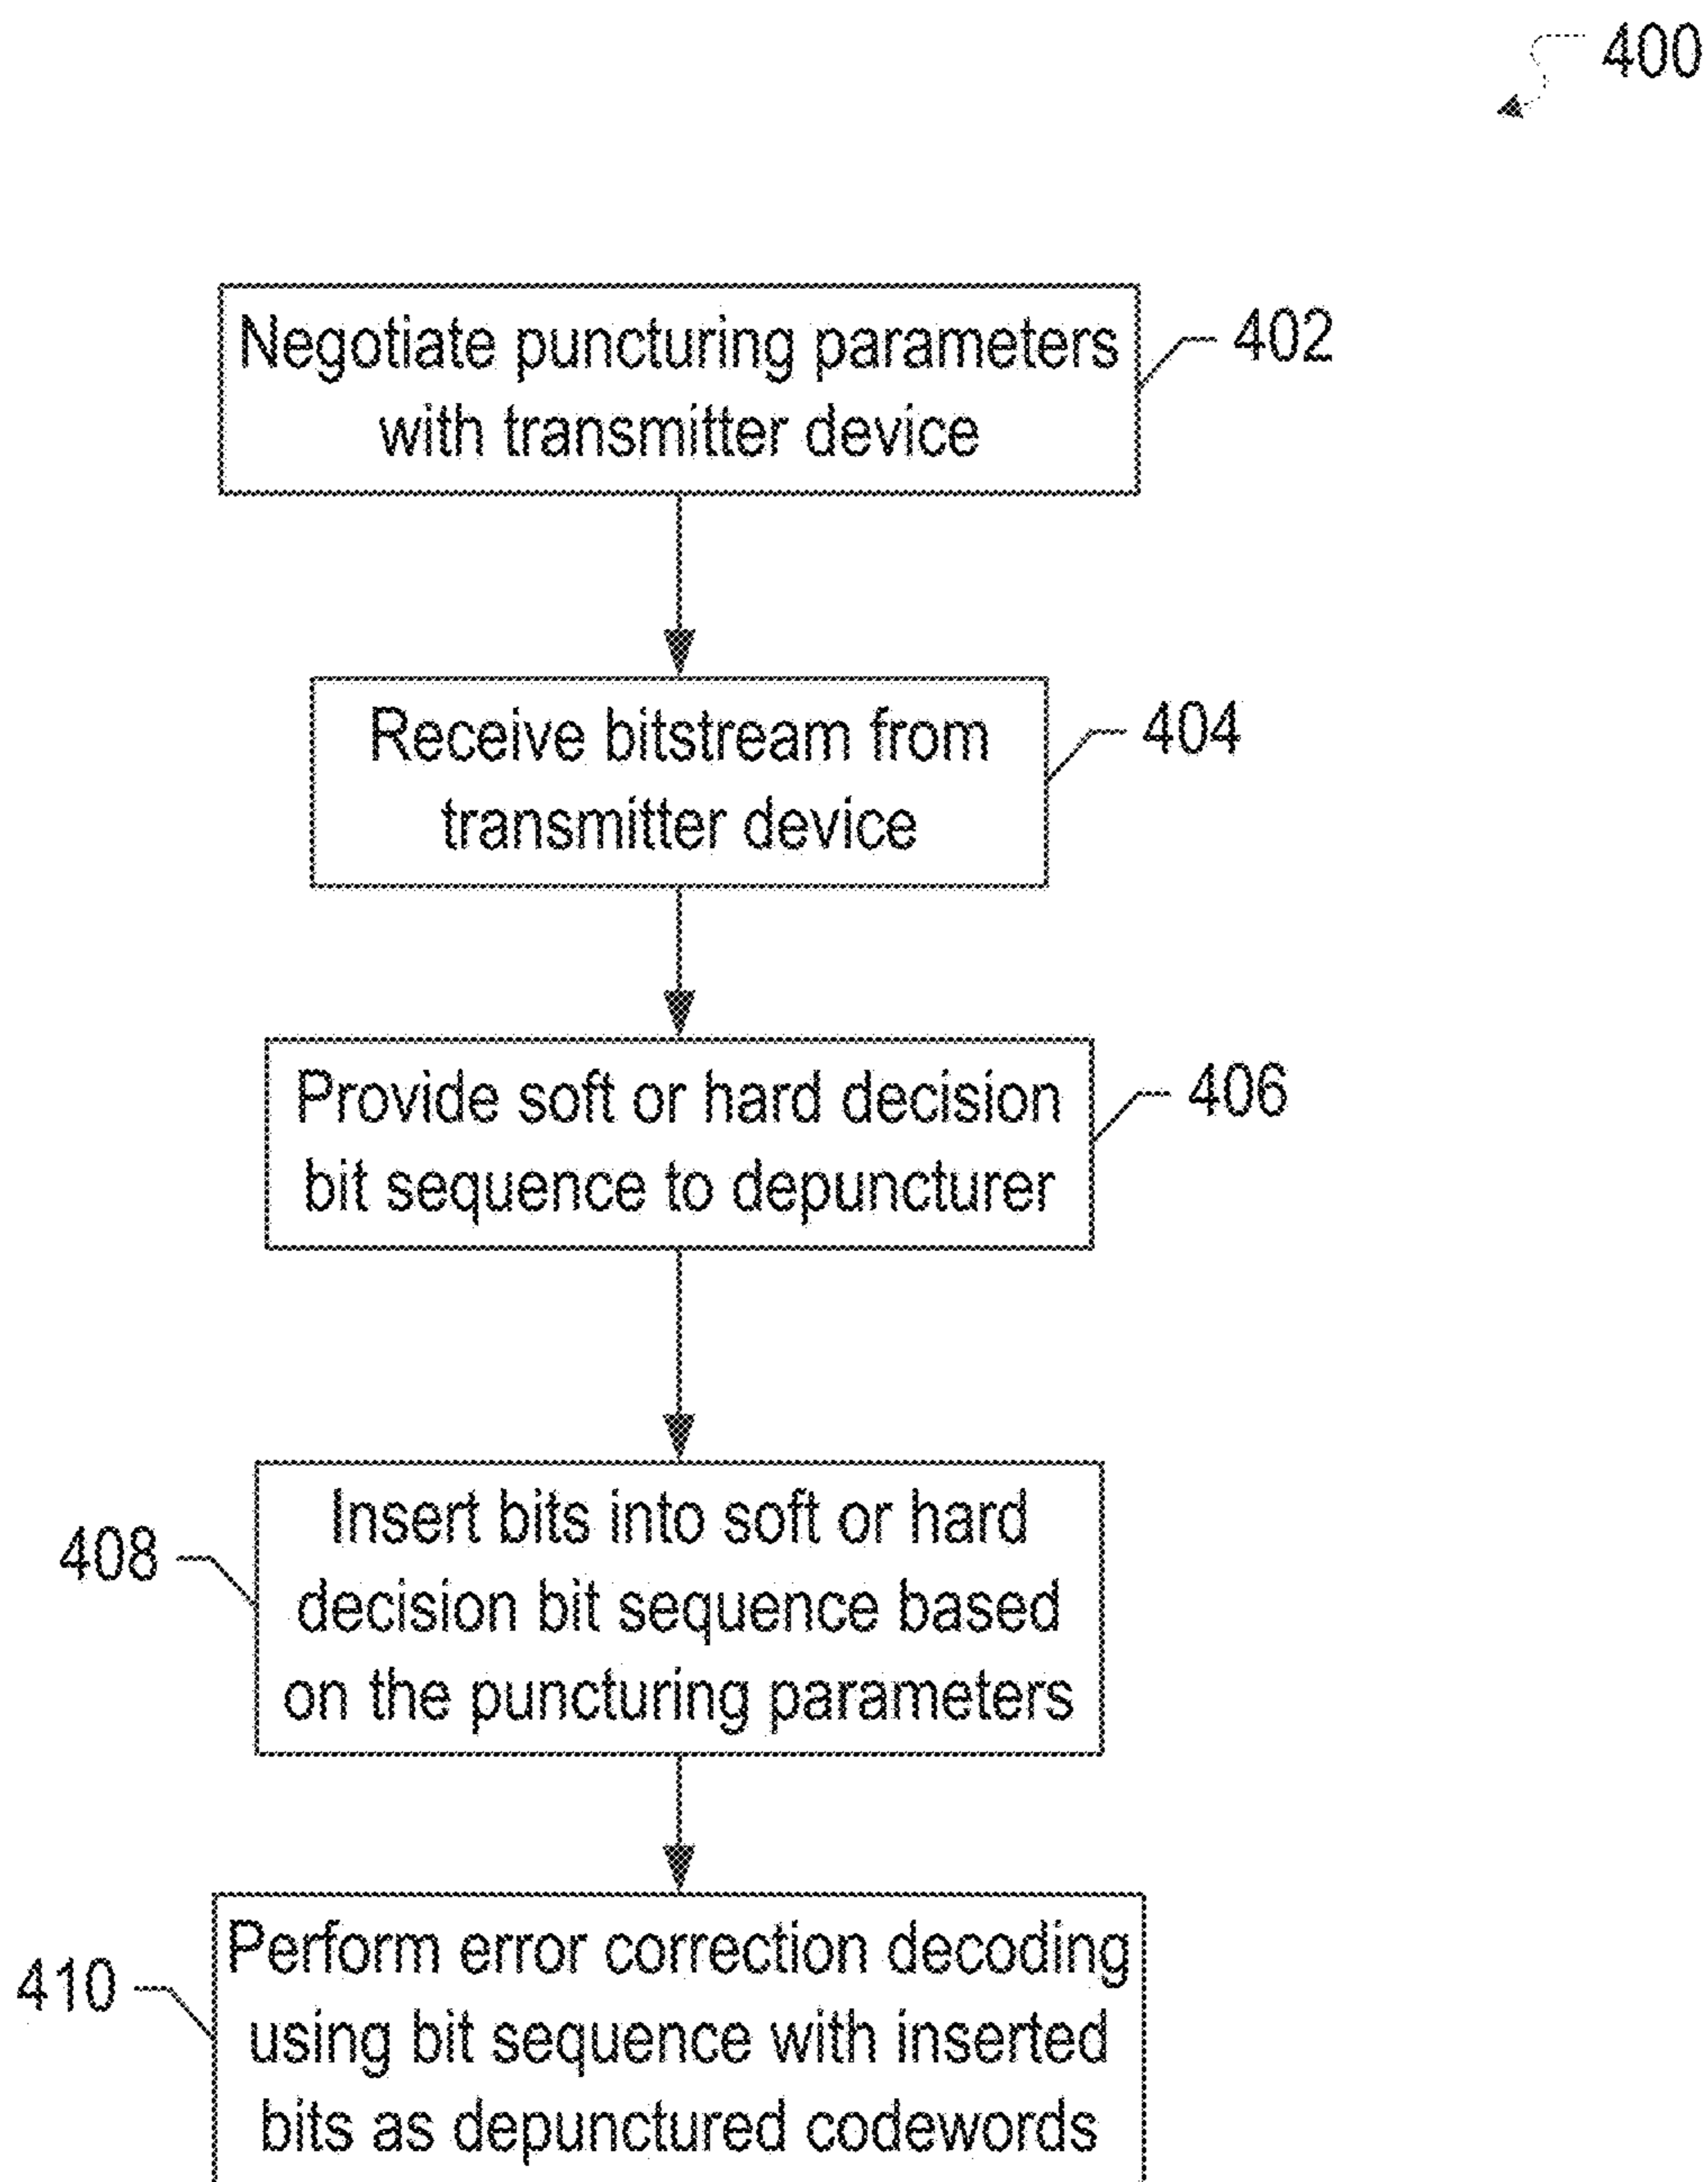 400
Negotiate puncturing parameters
with transmitter device
402
Receive bitstream from
transmitter device
404
Provide soft or hard decision
bit sequence to depuncturer
406
Insert bits into soft or hard
decision bit sequence based
on the puncturing parameters
408
Perform error correction decoding
using bit sequence with inserted
bits as depunctured codewords
410